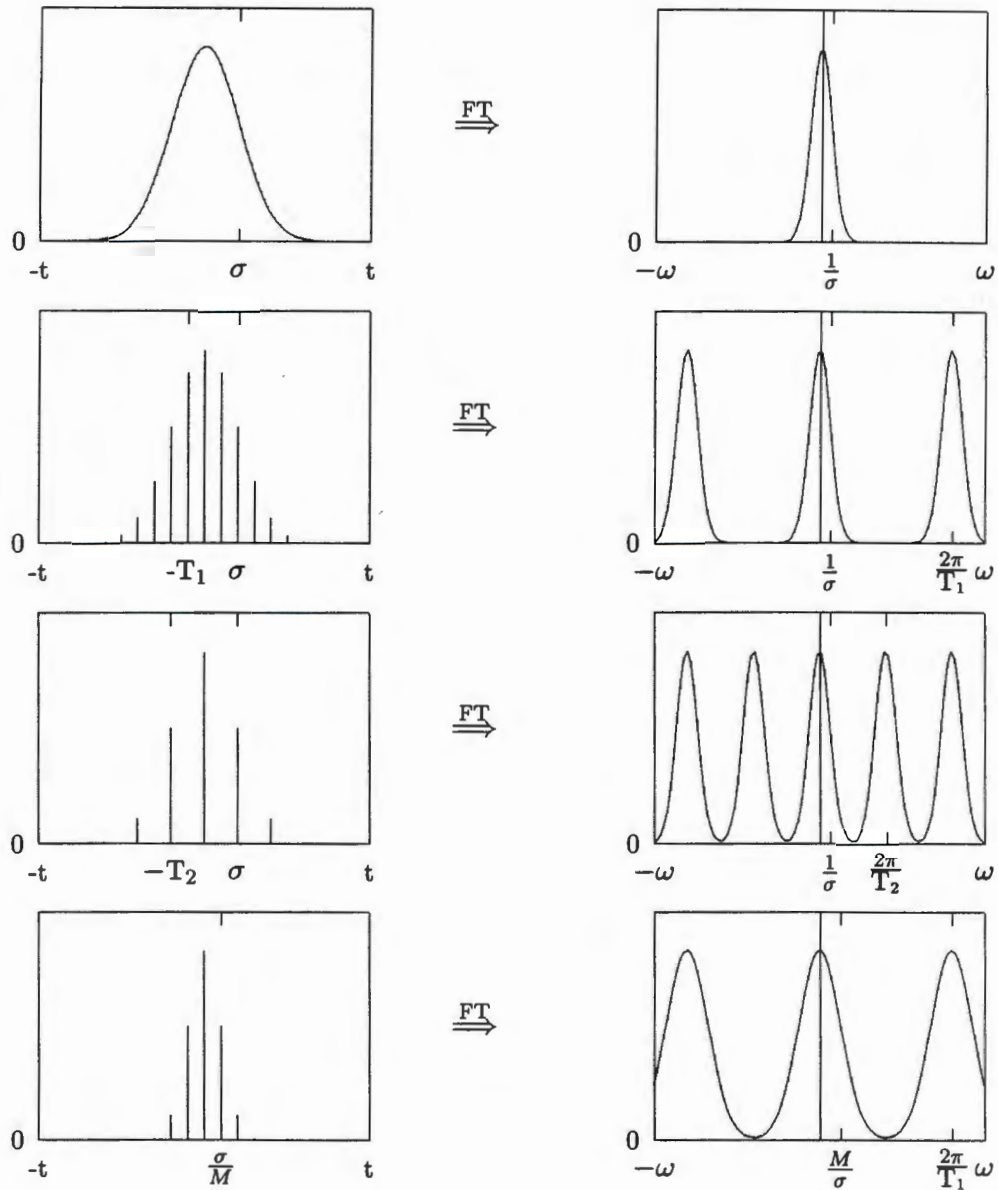 FT
⟹
0
0
-t σ t
−ω 1/σ ω
FT
⟹
0
0
-t -T₁ σ t
−ω 1/σ 2π/T₁ ω
FT
⟹
0
0
-t −T₂ σ t
−ω 1/σ 2π/T₂ ω
FT
⟹
0
0
-t σ/M t
−ω M/σ 2π/T₁ ω